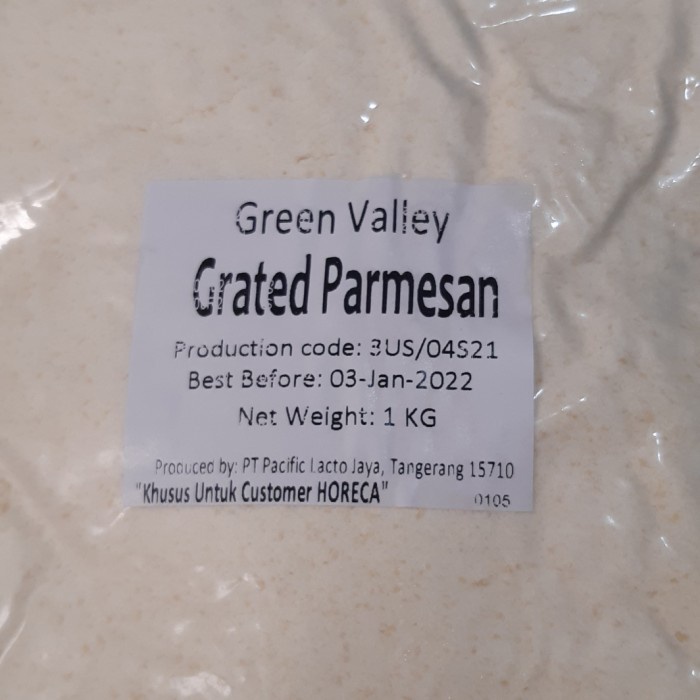 Green Valley
Grated Parmesan
Production code: 3US/04S21
Best Before: 03-Jan-2022
Net Weight: 1 KG
Produced by: PT Pacific Lacto Jaya, Tangerang 15710
"Khusus Untuk Customer HORECA"
0105